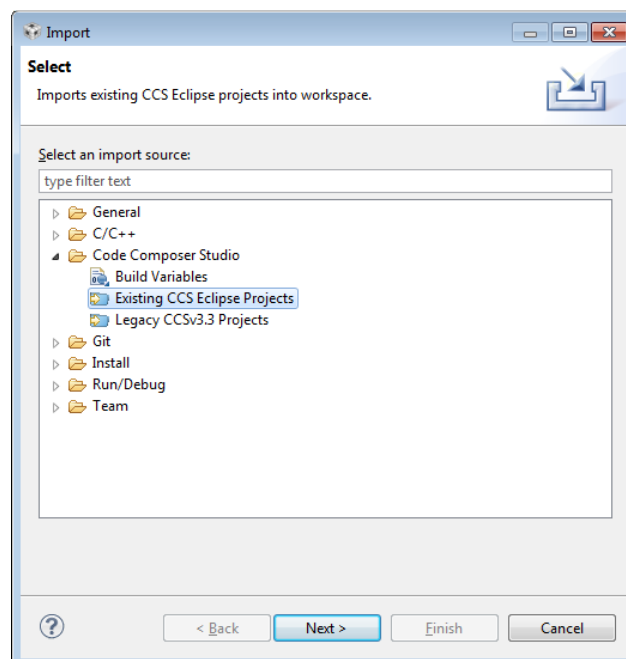 Import
Select
Imports existing CCS Eclipse projects into workspace.
Select an import source:
type filter text
General
C/C++
Code Composer Studio
Build Variables
Existing CCS Eclipse Projects
Legacy CCSv3.3 Projects
Git
Install
Run/Debug
Team
? < Back Next > Finish Cancel